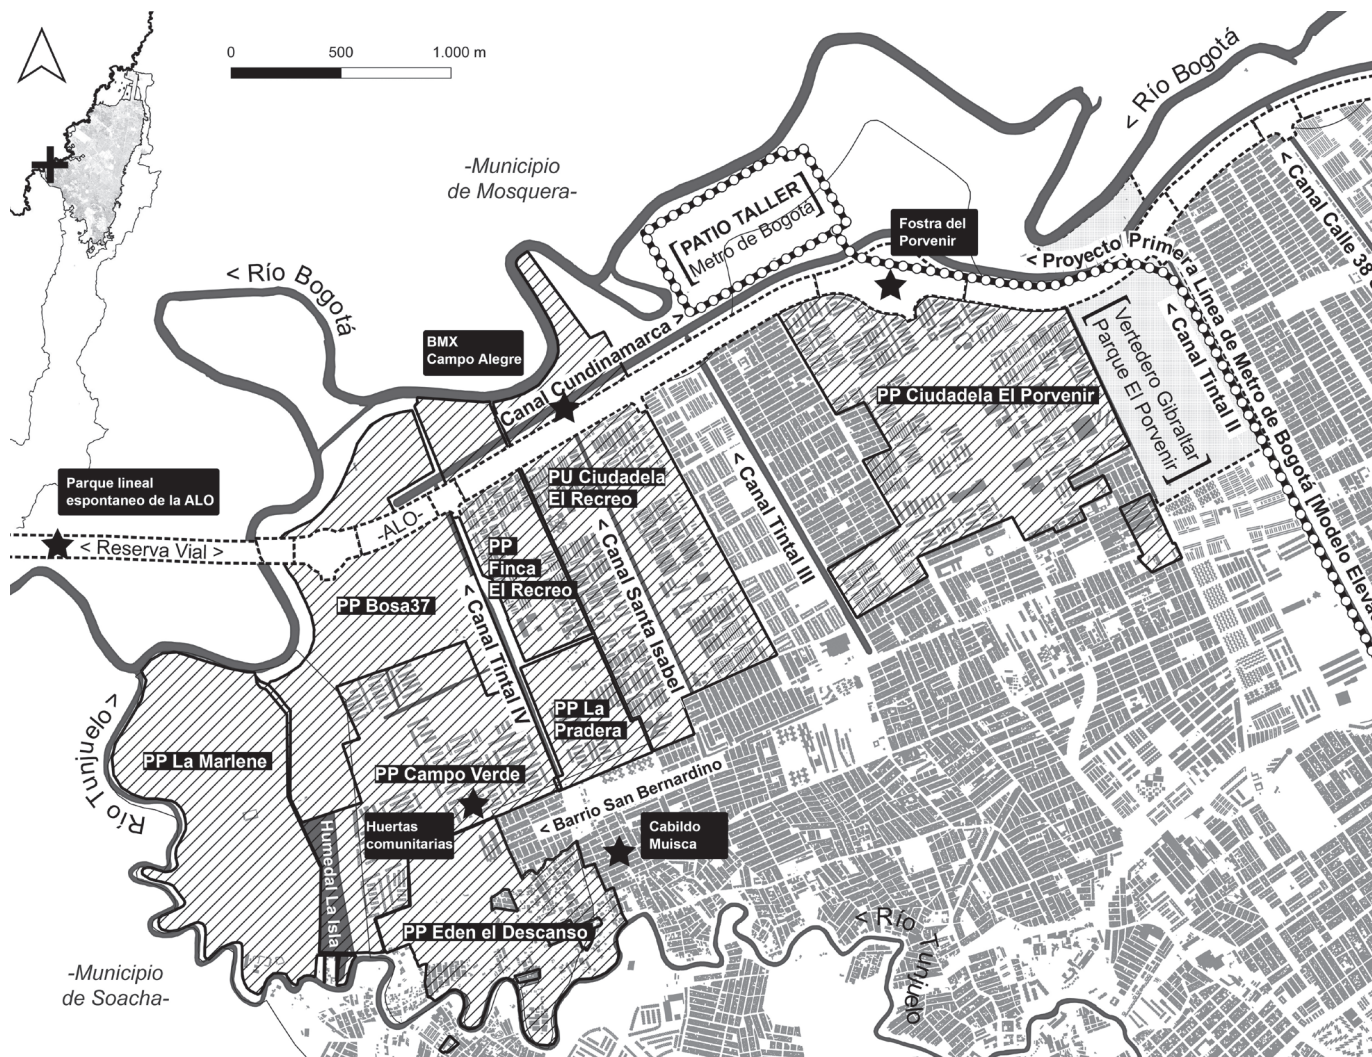 0 500 1.000 m
< Río Bogotá
-Municipio
de Mosquera-
[PATIO TALLER]
Metro de Bogotá
Fostra del
Porvenir
< Canal Calle 38
< Proyecto Primera Línea de Metro de Bogotá (Modelo Eleva
< Río Bogotá
BMX
Campo Alegre
Canal Cundinamarca >
[Vertedero Gibraltar
Parque El Porvenir]
< Canal Tintal II
PP Ciudadela El Porvenir
Parque lineal
espontaneo de la ALO
< Reserva Vial >
-ALO-
PU Ciudadela
El Recreo
< Canal Tintal III
PP
Finca
El Recreo
< Canal Santa Isabel
PP Bosa37
< Canal Tintal IV
PP La
Pradera
Río Tunjuelo >
PP La Marlene
PP Campo Verde
< Barrio San Bernardino
Huertas
comunitarias
Cabildo
Muisca
Humedal La Isla
PP Eden el Descanso
< Río Tunjuelo
-Municipio
de Soacha-